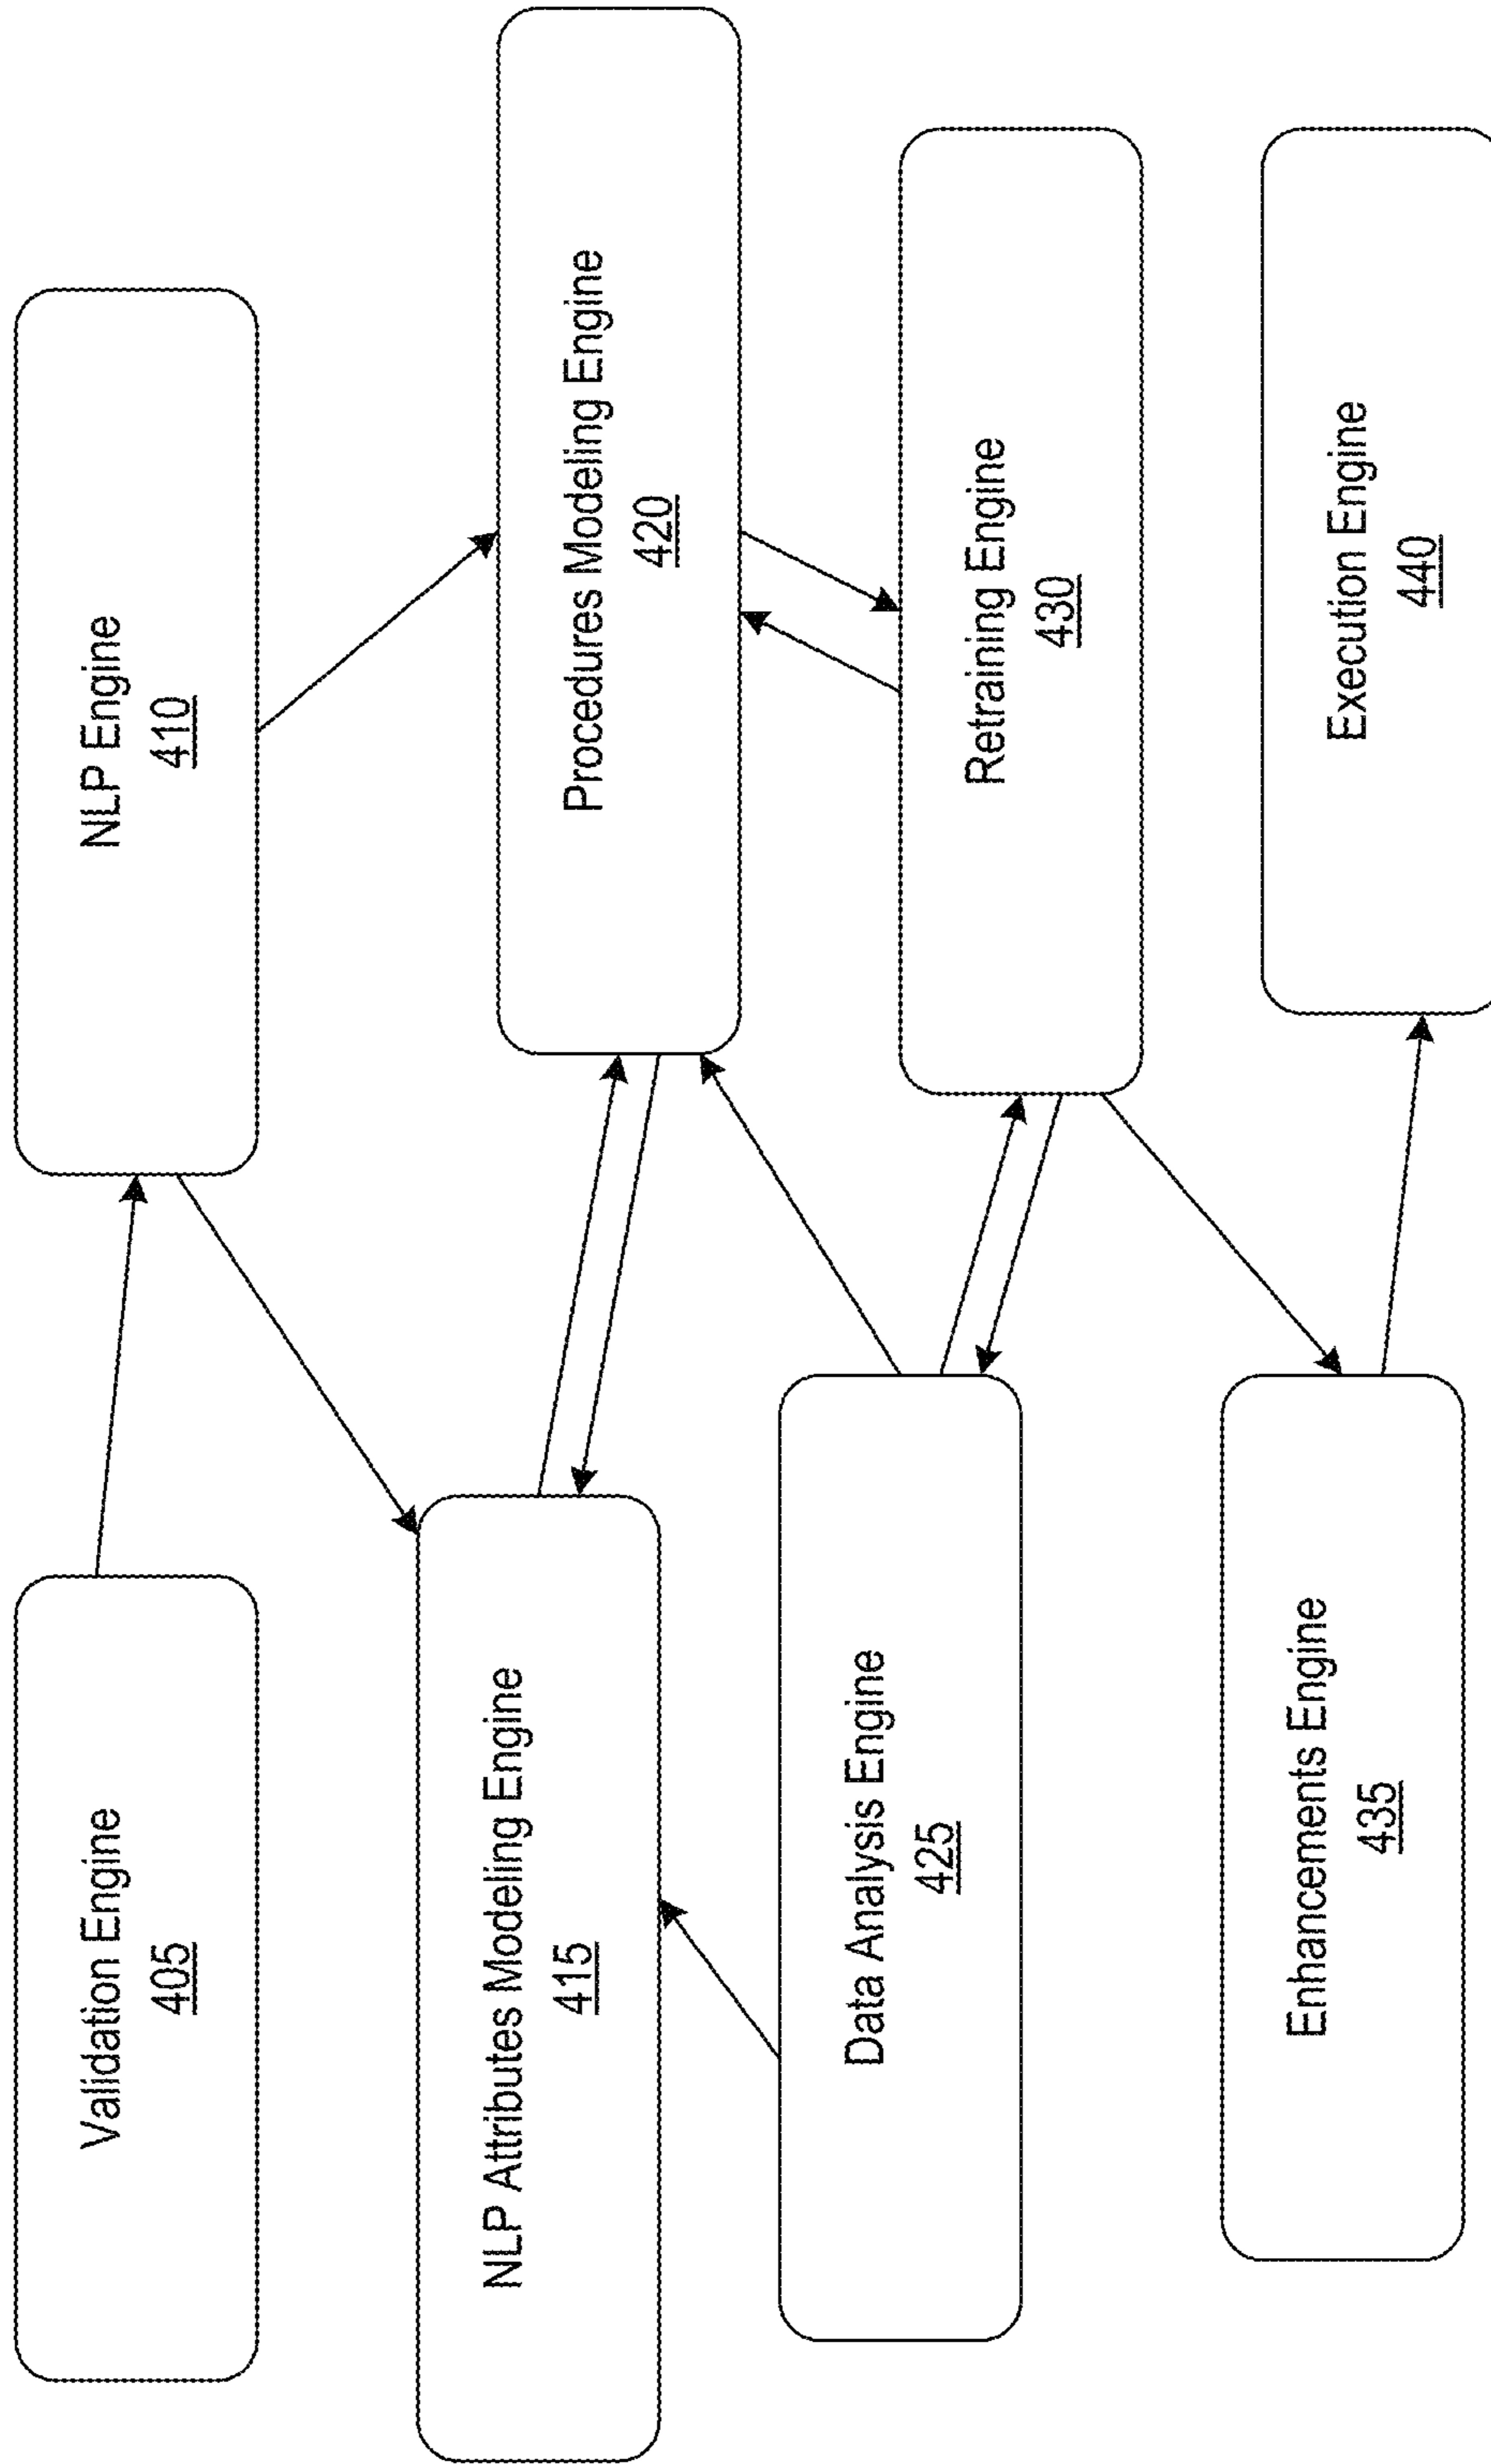 Validation Engine
405
NLP Engine
410
NLP Attributes Modeling Engine
415
Procedures Modeling Engine
420
Data Analysis Engine
425
Retraining Engine
430
Enhancements Engine
435
Execution Engine
440